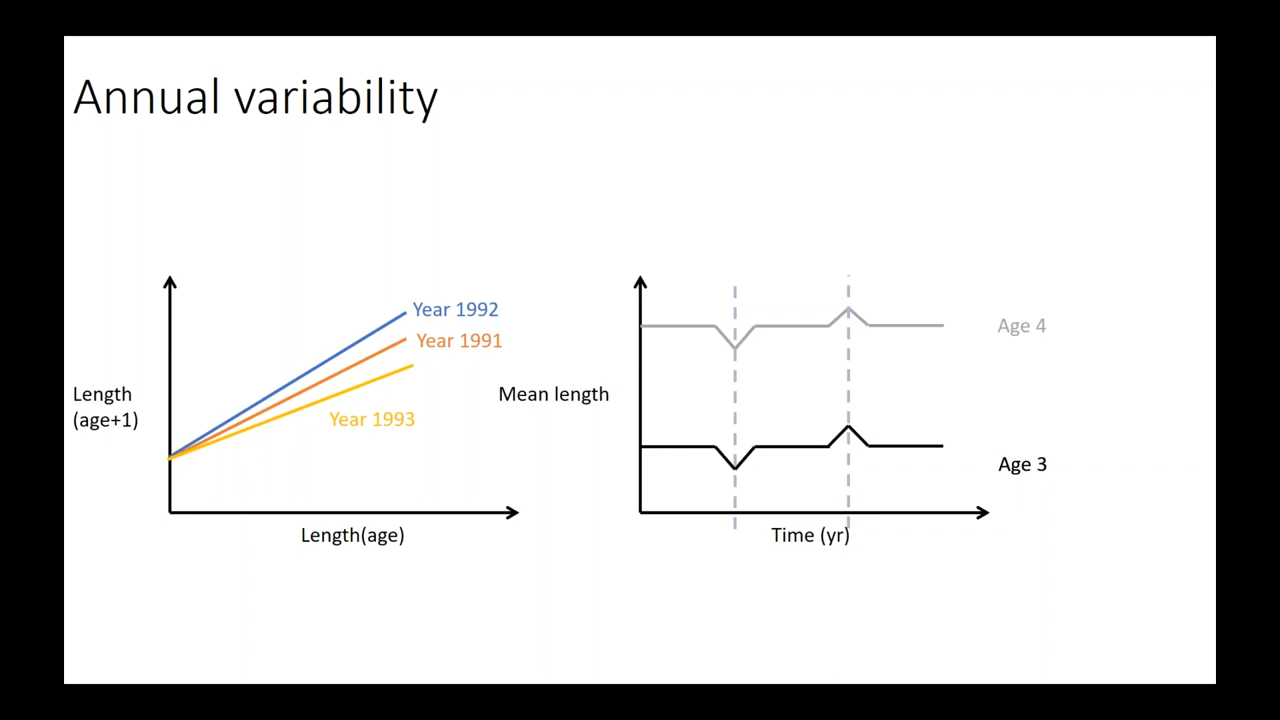 Annual variability
Year 1992
Year 1991
Length
(age+1)
Year 1993
Length(age)
Mean length
Age 4
Age 3
Time (yr)